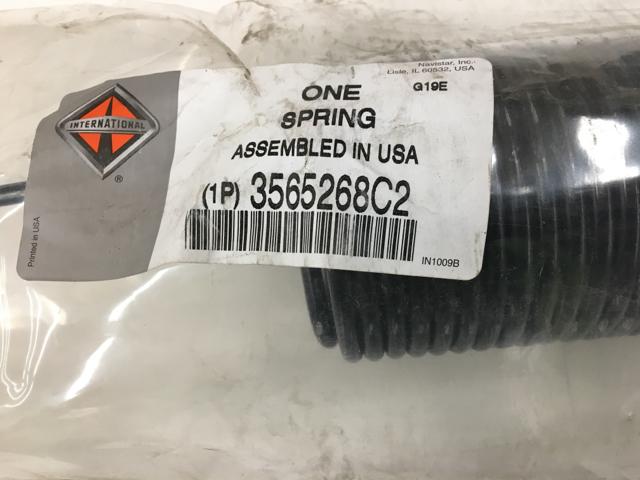 Navistar, Inc.
Lisle, IL 60532, USA
ONE
G19E
SPRING
INTERNATIONAL
®
ASSEMBLED IN USA
(1P) 3565268C2
Printed in USA
IN1009B